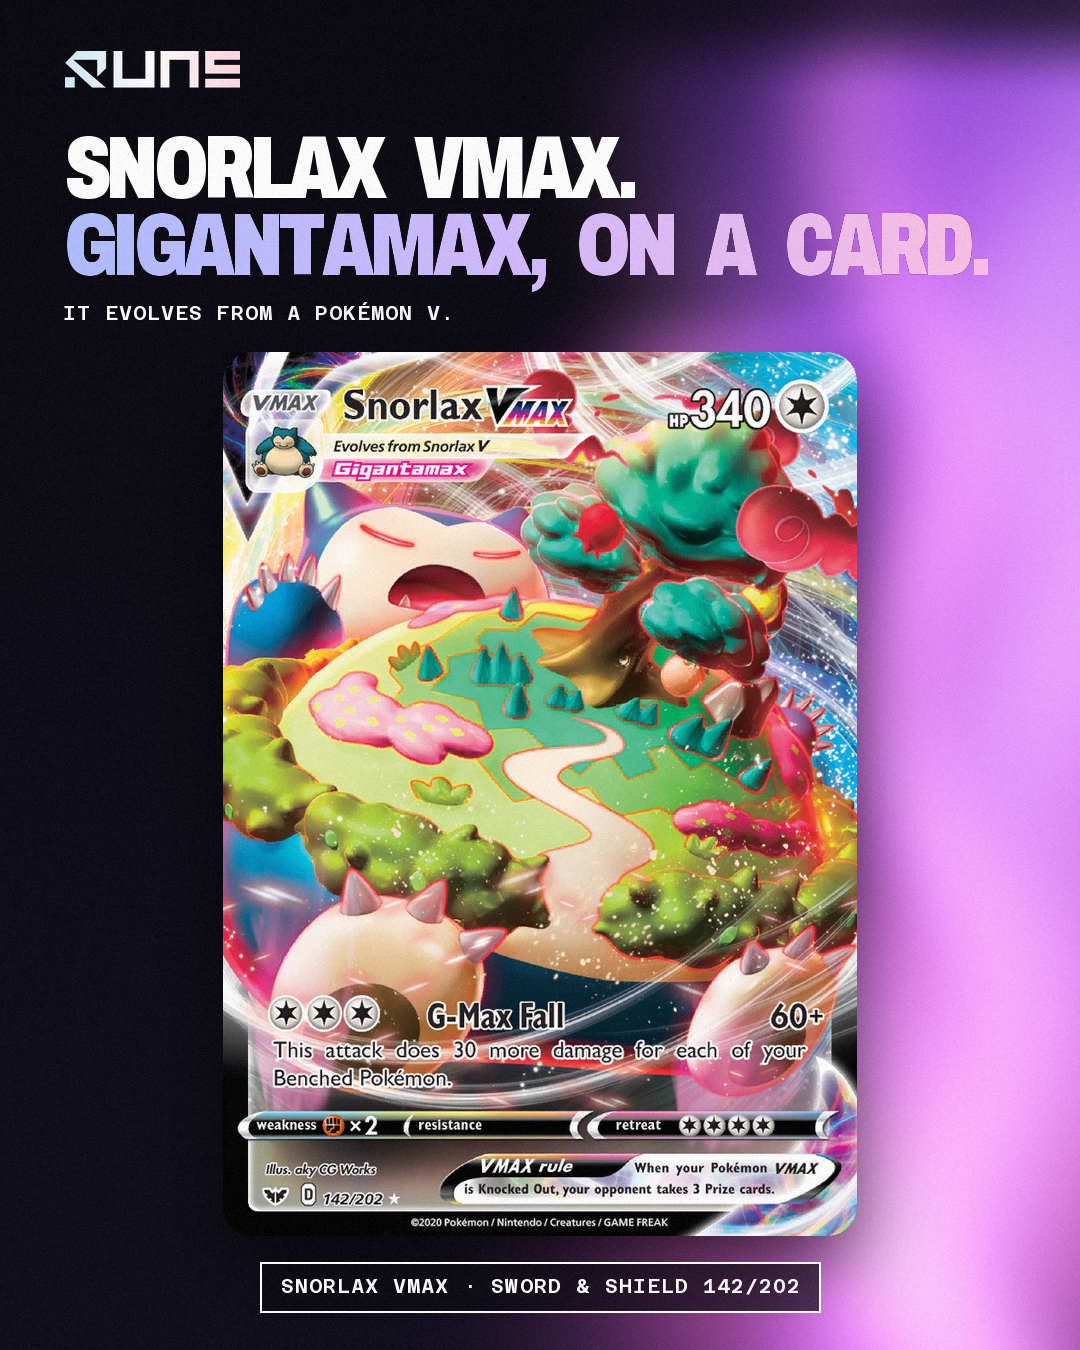 RUNE
SNORLAX VMAX.
GIGANTAMAX, ON A CARD.
IT EVOLVES FROM A POKÉMON V.
VMAX Snorlax VMAX HP340
Evolves from Snorlax V
Gigantamax
G-Max Fall 60+
This attack does 30 more damage for each of your
Benched Pokémon.
weakness ×2 resistance retreat
Illus. aky CG Works
VMAX rule When your Pokémon VMAX
is Knocked Out, your opponent takes 3 Prize cards.
D 142/202
©2020 Pokémon / Nintendo / Creatures / GAME FREAK
SNORLAX VMAX · SWORD & SHIELD 142/202